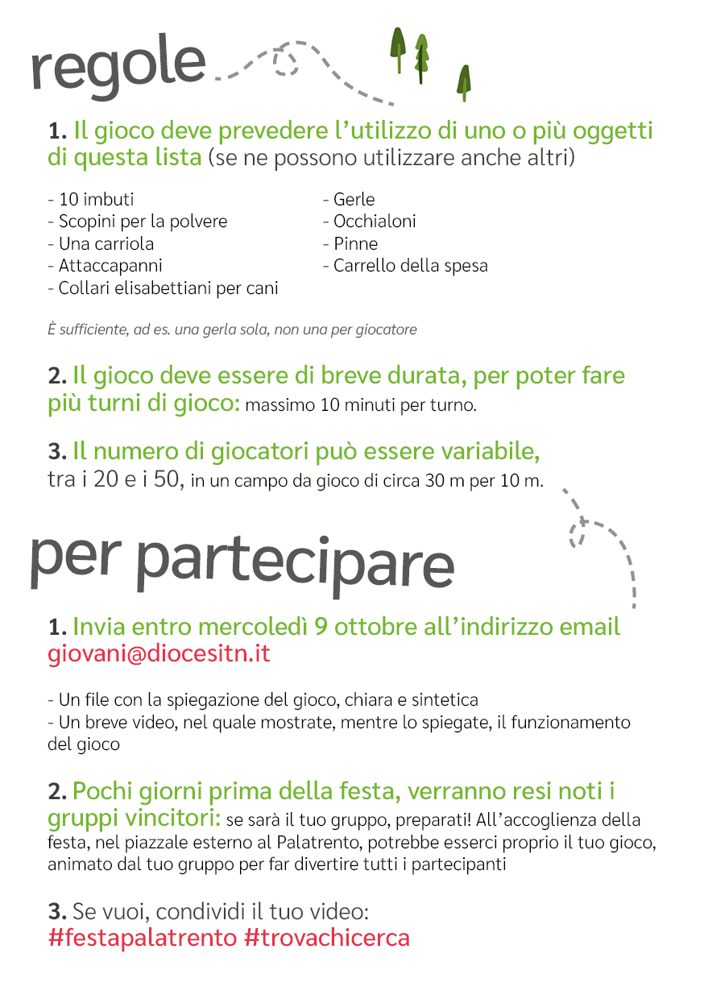 regole
1. Il gioco deve prevedere l’utilizzo di uno o più oggetti
di questa lista (se ne possono utilizzare anche altri)
- 10 imbuti
- Scopini per la polvere
- Una carriola
- Attaccapanni
- Collari elisabettiani per cani
- Gerle
- Occhialoni
- Pinne
- Carrello della spesa
È sufficiente, ad es. una gerla sola, non una per giocatore
2. Il gioco deve essere di breve durata, per poter fare
più turni di gioco: massimo 10 minuti per turno.
3. Il numero di giocatori può essere variabile,
tra i 20 e i 50, in un campo da gioco di circa 30 m per 10 m.
per partecipare
1. Invia entro mercoledì 9 ottobre all’indirizzo email
giovani@diocesitn.it
- Un file con la spiegazione del gioco, chiara e sintetica
- Un breve video, nel quale mostrate, mentre lo spiegate, il funzionamento
del gioco
2. Pochi giorni prima della festa, verranno resi noti i
gruppi vincitori: se sarà il tuo gruppo, preparati! All’accoglienza della
festa, nel piazzale esterno al Palatrento, potrebbe esserci proprio il tuo gioco,
animato dal tuo gruppo per far divertire tutti i partecipanti
3. Se vuoi, condividi il tuo video:
#festapalatrento #trovachicerca